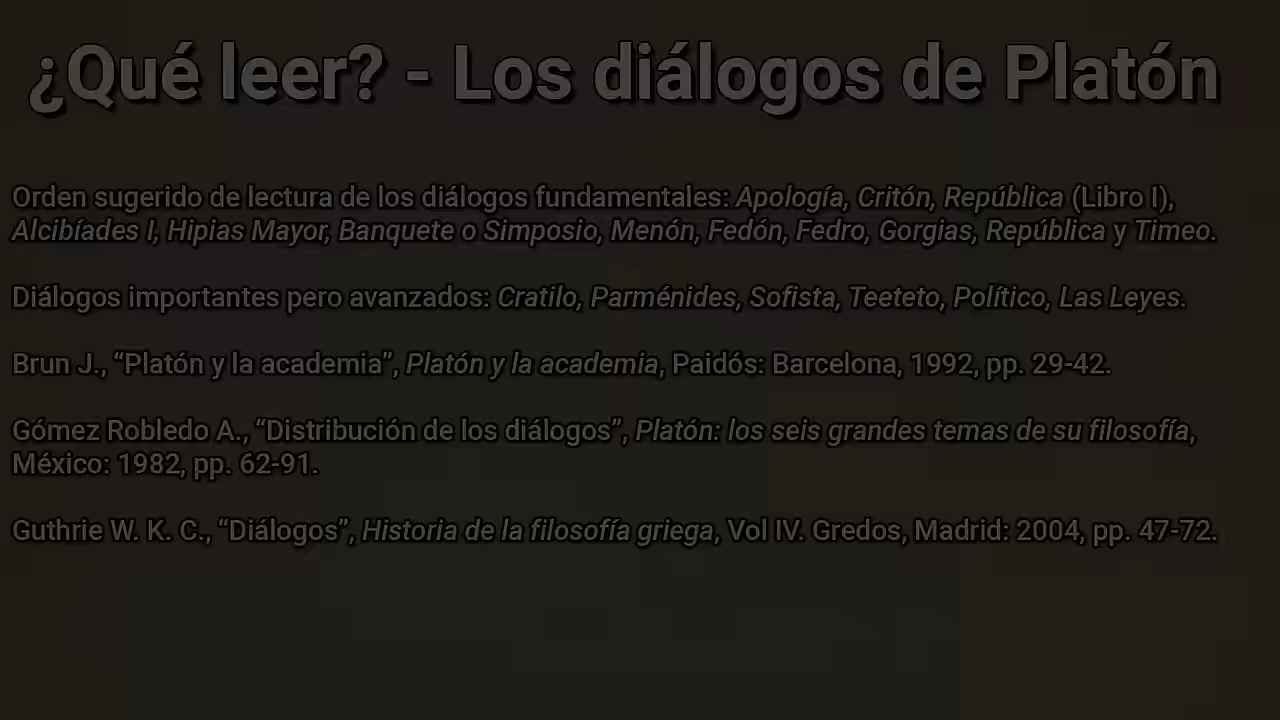 ¿Qué leer? - Los diálogos de Platón
Orden sugerido de lectura de los diálogos fundamentales: Apología, Critón, República (Libro I),
Alcibíades I, Hipias Mayor, Banquete o Simposio, Menón, Fedón, Fedro, Gorgias, República y Timeo.
Diálogos importantes pero avanzados: Cratilo, Parménides, Sofista, Teeteto, Político, Las Leyes.
Brun J., “Platón y la academia”, Platón y la academia, Paidós: Barcelona, 1992, pp. 29-42.
Gómez Robledo A., “Distribución de los diálogos”, Platón: los seis grandes temas de su filosofía,
México: 1982, pp. 62-91.
Guthrie W. K. C., “Diálogos”, Historia de la filosofía griega, Vol IV. Gredos, Madrid: 2004, pp. 47-72.